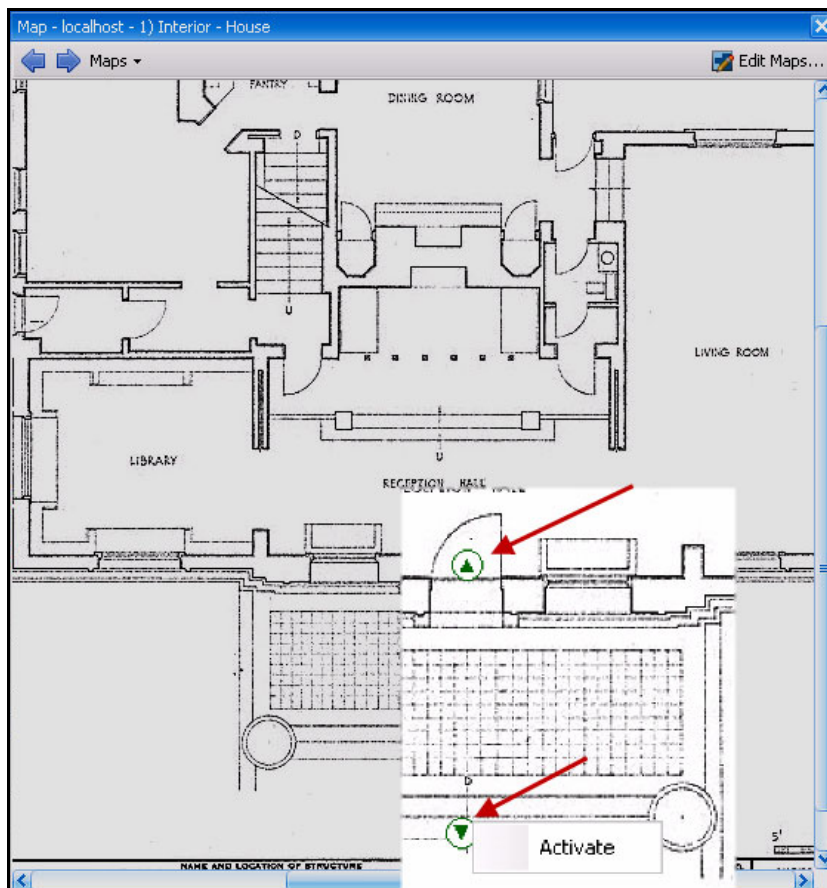 Map - localhost - 1) Interior - House
Maps
Edit Maps...
PANTRY
DINING ROOM
D
U
LIVING ROOM
LIBRARY
U
RECEPTION HALL
D
Activate
5'
NAME AND LOCATION OF STRUCTURE